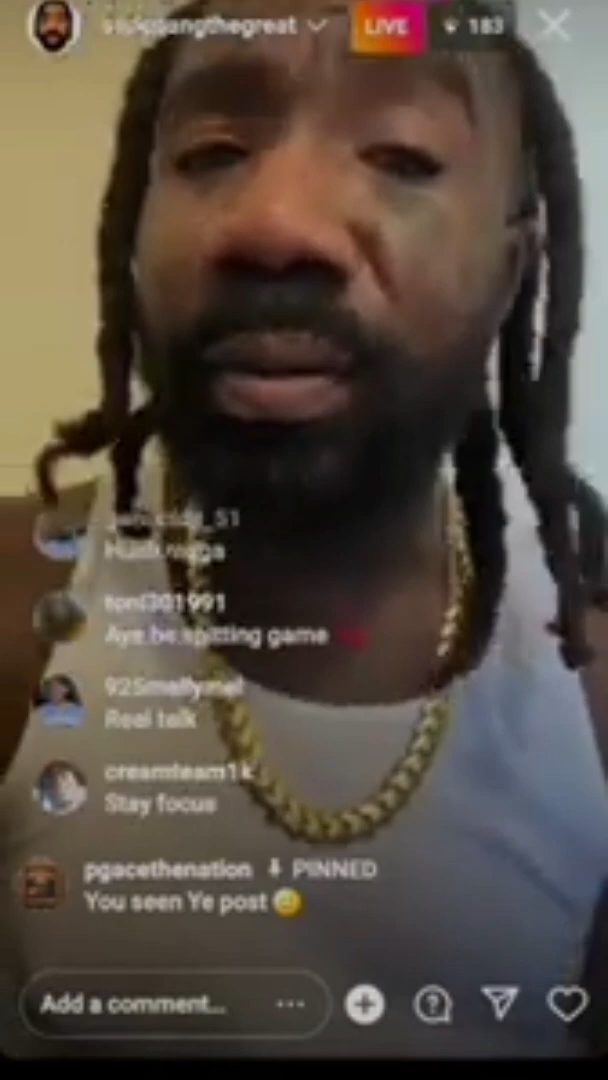 LIVE
183
toni301991
Aye he spitting game
925mellymel
Real talk
creamteam1k
Stay focus
pgacethenation PINNED
You seen Ye post
Add a comment...